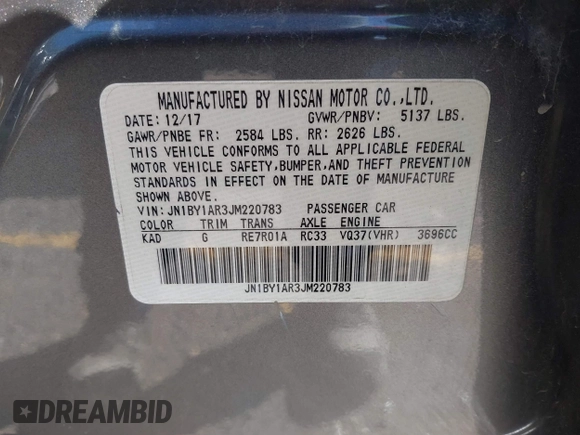 MANUFACTURED BY NISSAN MOTOR CO.,LTD.
DATE: 12/17 GVWR/PNBV: 5137 LBS.
GAWR/PNBE FR: 2584 LBS. RR: 2626 LBS.
THIS VEHICLE CONFORMS TO ALL APPLICABLE FEDERAL
MOTOR VEHICLE SAFETY,BUMPER,AND THEFT PREVENTION
STANDARDS IN EFFECT ON THE DATE OF MANUFACTURE
SHOWN ABOVE.
VIN: JN1BY1AR3JM220783 PASSENGER CAR
COLOR TRIM TRANS AXLE ENGINE
KAD G RE7R01A RC33 VQ37(VHR) 3696CC
JN1BY1AR3JM220783
DREAMBID